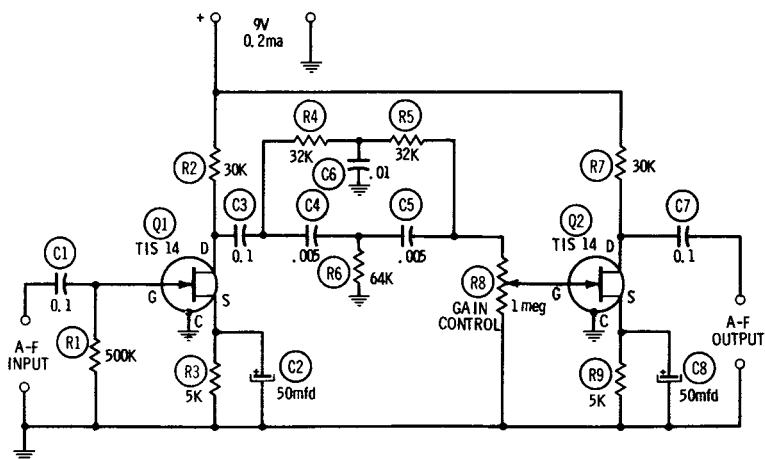 +
9V
0.2ma
R4
R5
32K
32K
C6
.01
R2
30K
R7
30K
C3
C4
C5
0.1
.005
.005
R6
64K
Q1
TIS 14
D
G
S
C
C1
0.1
R1
500K
A-F
INPUT
R3
5K
C2
50mfd
R8
GAIN
CONTROL
1 meg
Q2
TIS 14
D
G
S
C
C7
0.1
A-F
OUTPUT
R9
5K
C8
50mfd
+
+